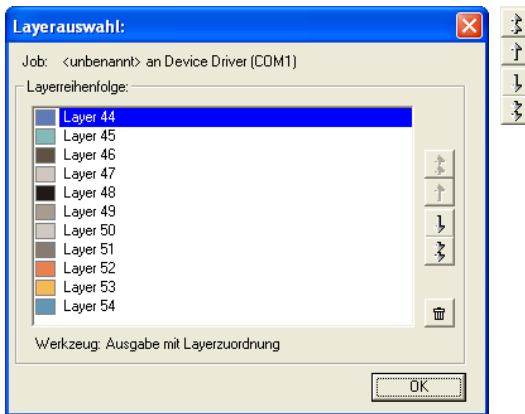 Layerauswahl:
Job: <unbenannt> an Device Driver (COM1)
Layerreihenfolge:
Layer 44
Layer 45
Layer 46
Layer 47
Layer 48
Layer 49
Layer 50
Layer 51
Layer 52
Layer 53
Layer 54
Werkzeug: Ausgabe mit Layerzuordnung
OK